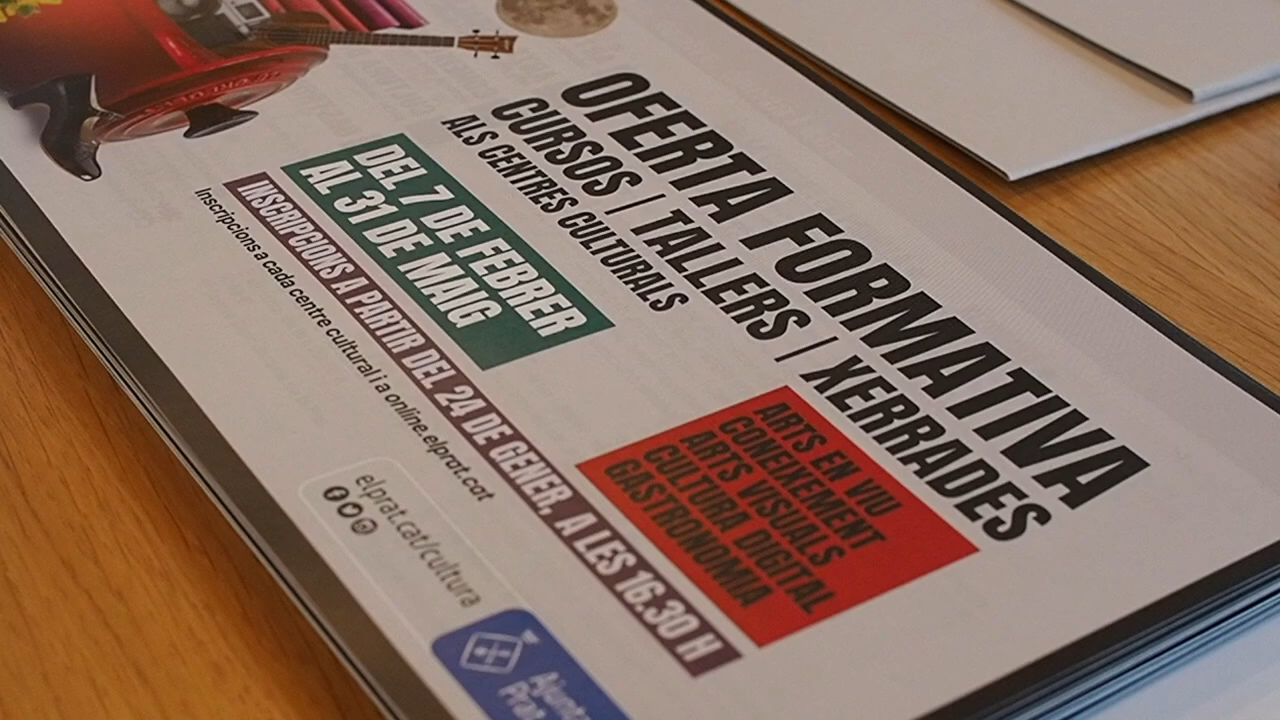 OFERTA FORMATIVA
CURSOS | TALLERS | XERRADES
ALS CENTRES CULTURALS
DEL 7 DE FEBRER
AL 31 DE MAIG
ARTS EN VIU
CONEIXEMENT
ARTS VISUALS
CULTURA DIGITAL
GASTRONOMIA
INSCRIPCIONS A PARTIR DEL 24 DE GENER, A LES 16.30 H
Inscripcions a cada centre cultural i a online.elprat.cat
elprat.cat/cultura